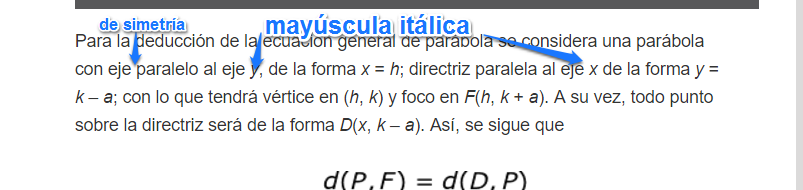 de simetría
mayúscula itálica
Para la deducción de la ecuación general de parábola se considera una parábola
con eje paralelo al eje y, de la forma x = h; directriz paralela al eje x de la forma y =
k – a; con lo que tendrá vértice en (h, k) y foco en F(h, k + a). A su vez, todo punto
sobre la directriz será de la forma D(x, k – a). Así, se sigue que
d(P,F) = d(D,P)